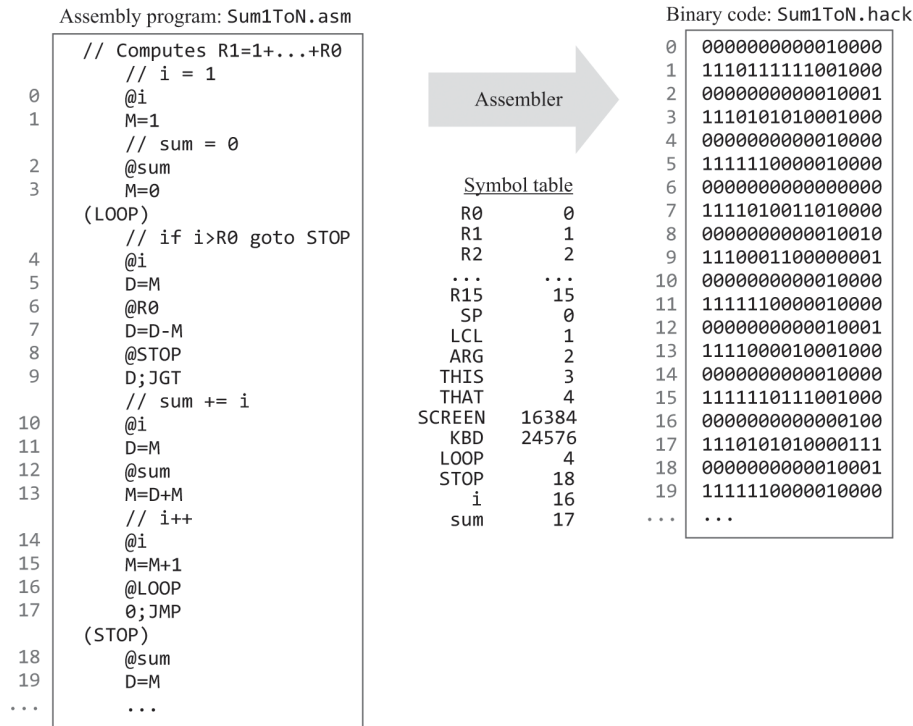 Assembly program: Sum1ToN.asm
// Computes R1=1+...+R0
// i = 1
0 @i
1 M=1
// sum = 0
2 @sum
3 M=0
(LOOP)
// if i>R0 goto STOP
4 @i
5 D=M
6 @R0
7 D=D-M
8 @STOP
9 D;JGT
// sum += i
10 @i
11 D=M
12 @sum
13 M=D+M
// i++
14 @i
15 M=M+1
16 @LOOP
17 0;JMP
(STOP)
18 @sum
19 D=M
... ...
Assembler
Symbol table
R0 0
R1 1
R2 2
... ...
R15 15
SP 0
LCL 1
ARG 2
THIS 3
THAT 4
SCREEN 16384
KBD 24576
LOOP 4
STOP 18
i 16
sum 17
Binary code: Sum1ToN.hack
0 0000000000010000
1 1110111111001000
2 0000000000010001
3 1110101010001000
4 0000000000010000
5 1111110000010000
6 0000000000000000
7 1111010011010000
8 0000000000010010
9 1110001100000001
10 0000000000010000
11 1111110000010000
12 0000000000010001
13 1111000010001000
14 0000000000010000
15 1111110111001000
16 0000000000000100
17 1110101010000111
18 0000000000010001
19 1111110000010000
... ...